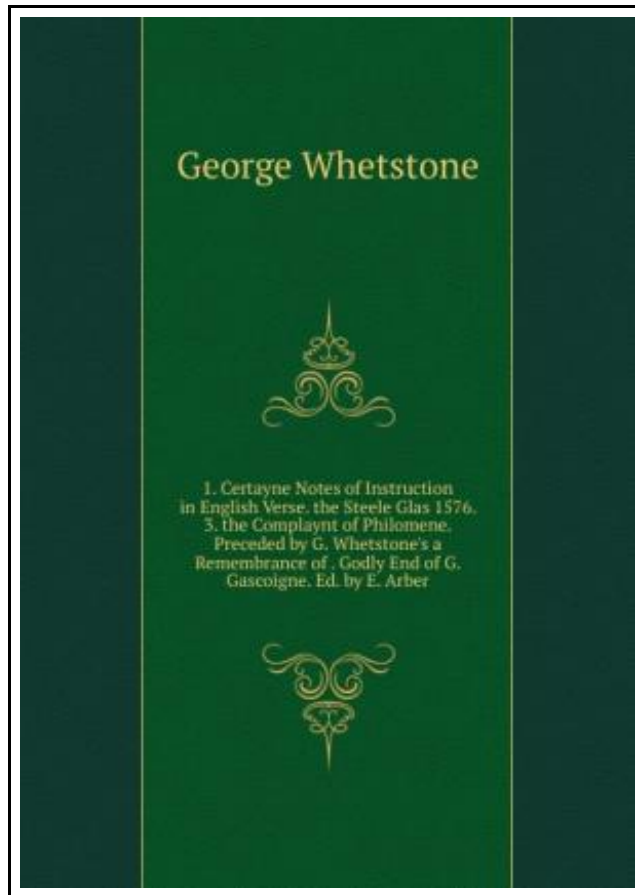 George Whetstone
1. Certayne Notes of Instruction
in English Verse. the Steele Glas 1576.
3. the Complaynt of Philomene.
Preceded by G. Whetstone's a
Remembrance of . Godly End of G.
Gascoigne. Ed. by E. Arber